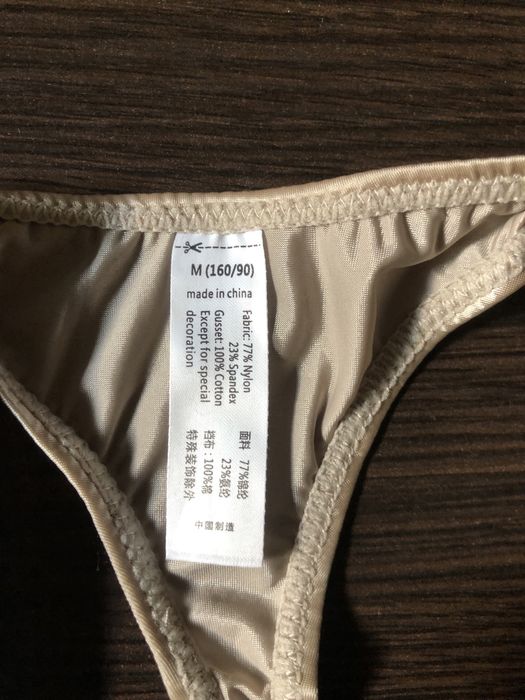 M (160/90)
made in china
Fabric: 77% Nylon
23% Spandex
Gusset: 100% Cotton
Except for special
decoration
面料 77%锦纶
23%氨纶
裆布：100%棉
特殊装饰除外
中國制造